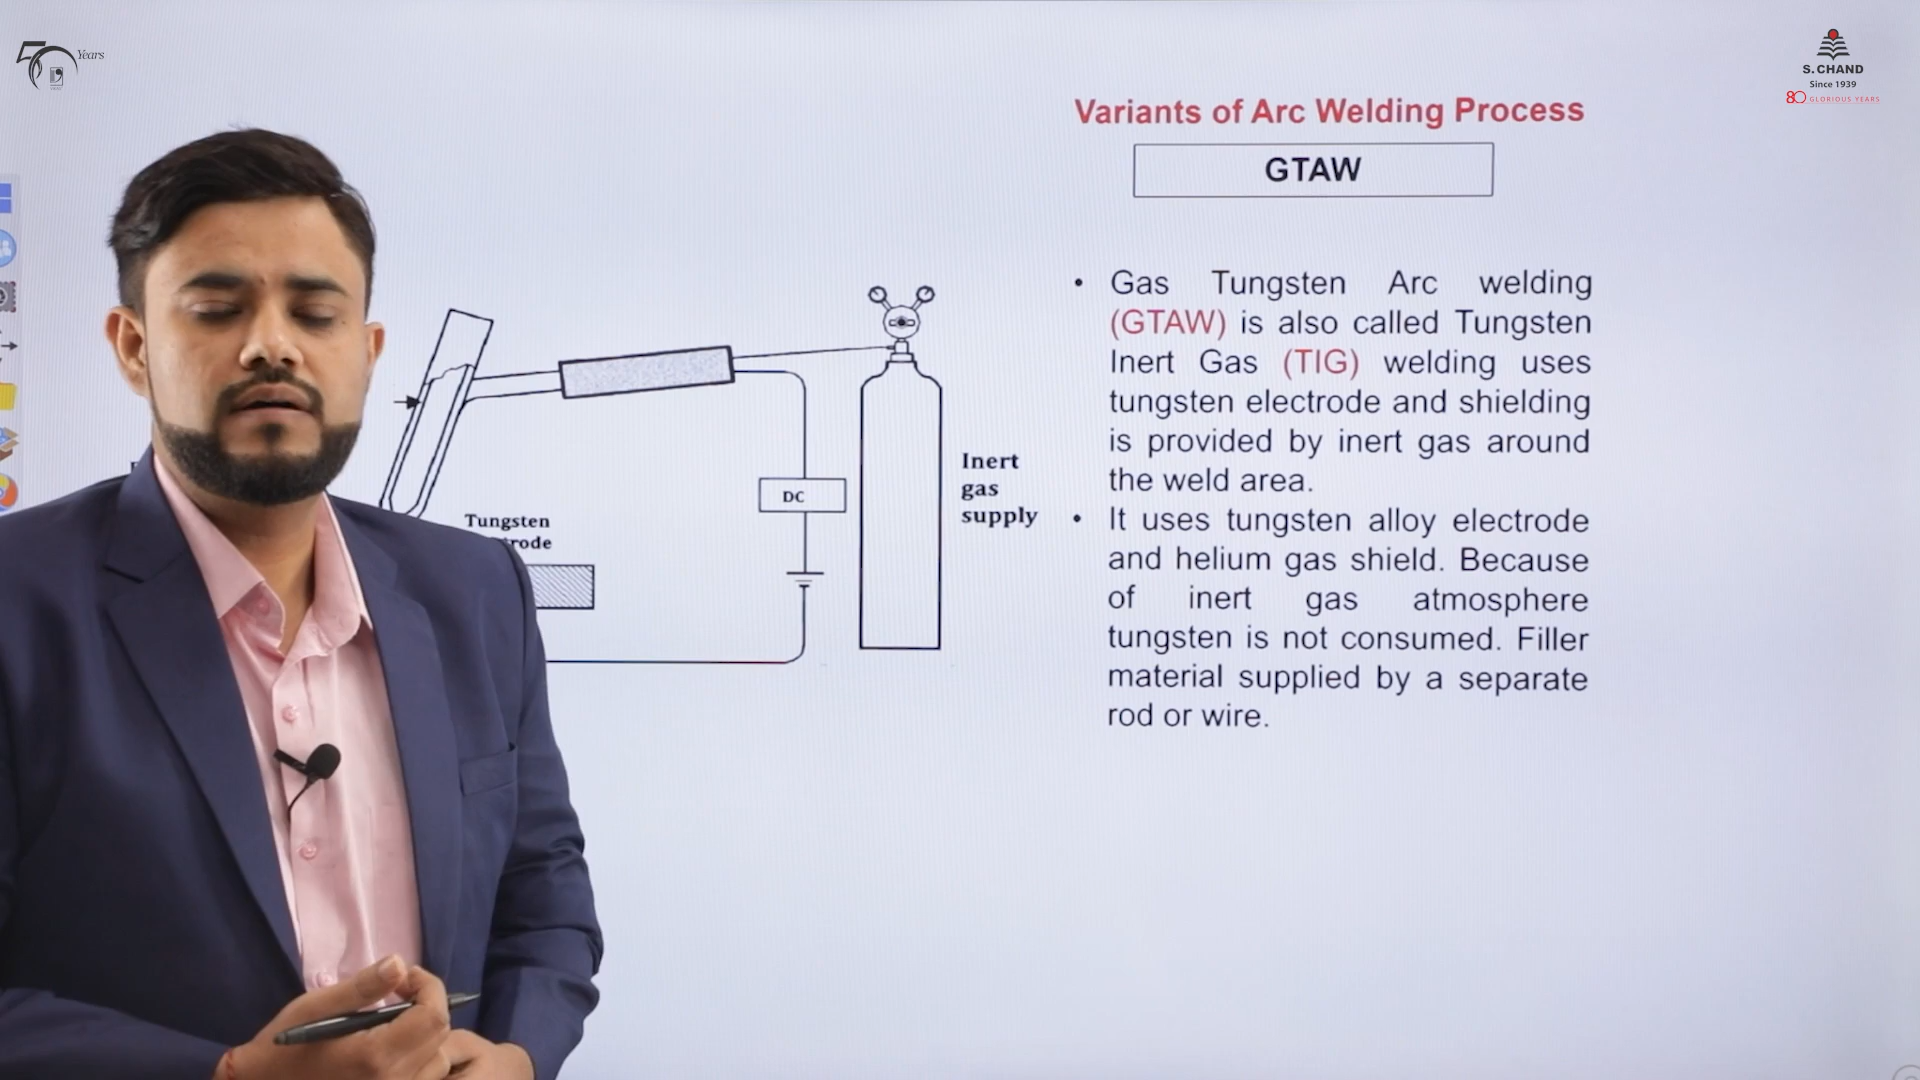 50 Years
S. CHAND
Since 1939
80 GLORIOUS YEARS
Variants of Arc Welding Process
GTAW
• Gas Tungsten Arc welding
(GTAW) is also called Tungsten
Inert Gas (TIG) welding uses
tungsten electrode and shielding
is provided by inert gas around
the weld area.
• It uses tungsten alloy electrode
and helium gas shield. Because
of inert gas atmosphere
tungsten is not consumed. Filler
material supplied by a separate
rod or wire.
Inert
gas
supply
DC
Tungsten